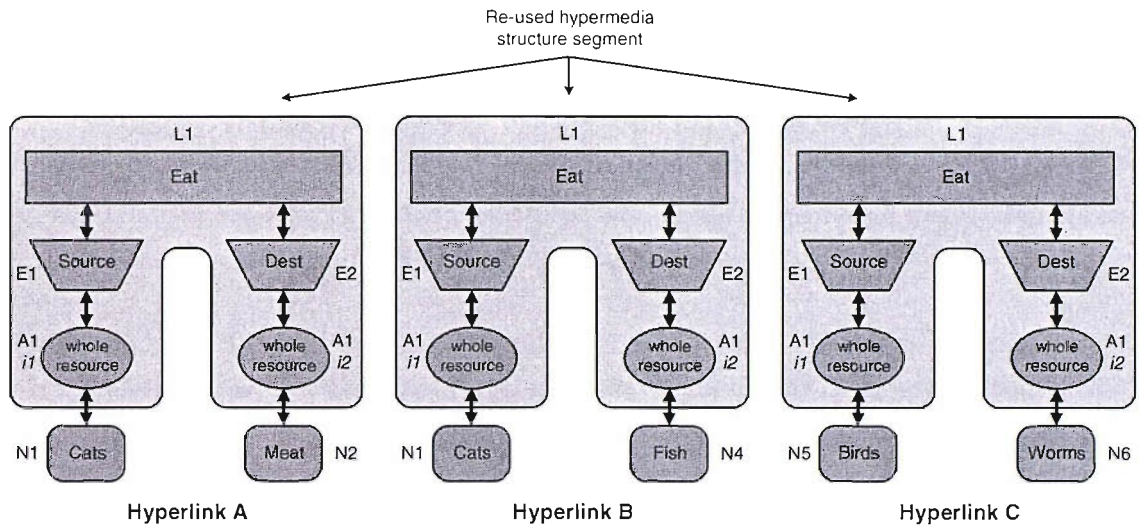 Re-used hypermedia
structure segment
L1
Eat
Source
Dest
E1
E2
A1
i1
whole
resource
whole
resource
A1
i2
N1
Cats
Meat
N2
Hyperlink A
L1
Eat
Source
Dest
E1
E2
A1
i1
whole
resource
whole
resource
A1
i2
N1
Cats
Fish
N4
Hyperlink B
L1
Eat
Source
Dest
E1
E2
A1
i1
whole
resource
whole
resource
A1
i2
N5
Birds
Worms
N6
Hyperlink C